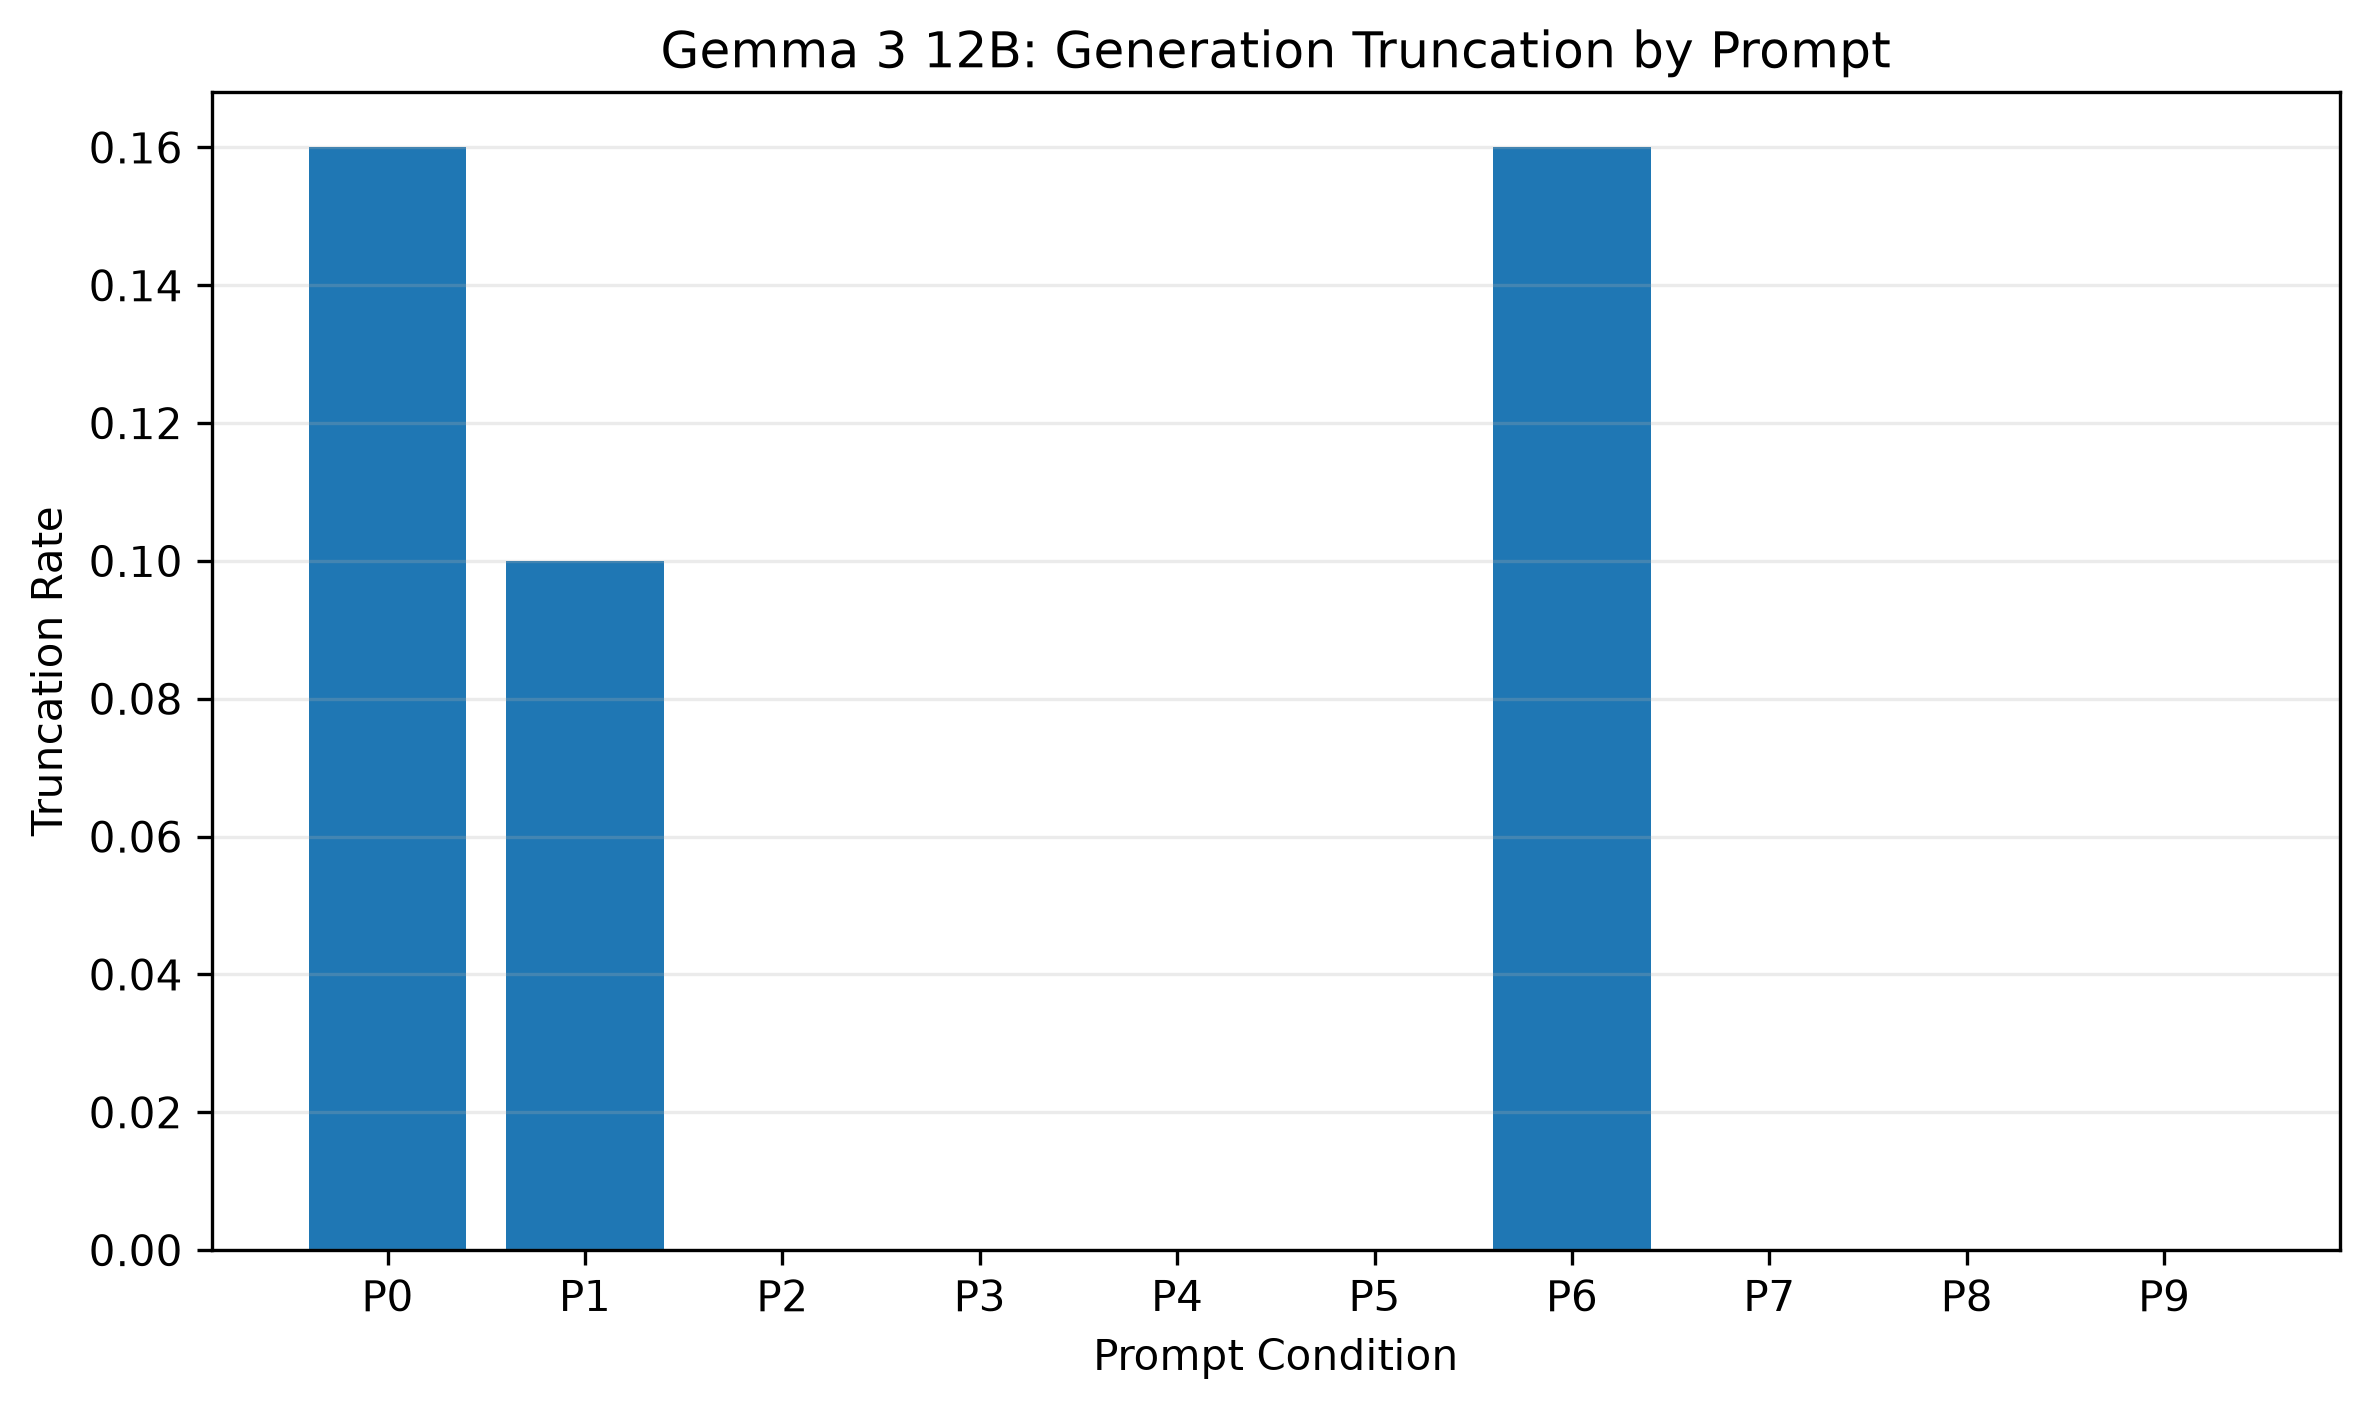 Gemma 3 12B: Generation Truncation by Prompt
0.16
0.14
0.12
0.10
0.08
0.06
0.04
0.02
0.00
Truncation Rate
P0 P1 P2 P3 P4 P5 P6 P7 P8 P9
Prompt Condition